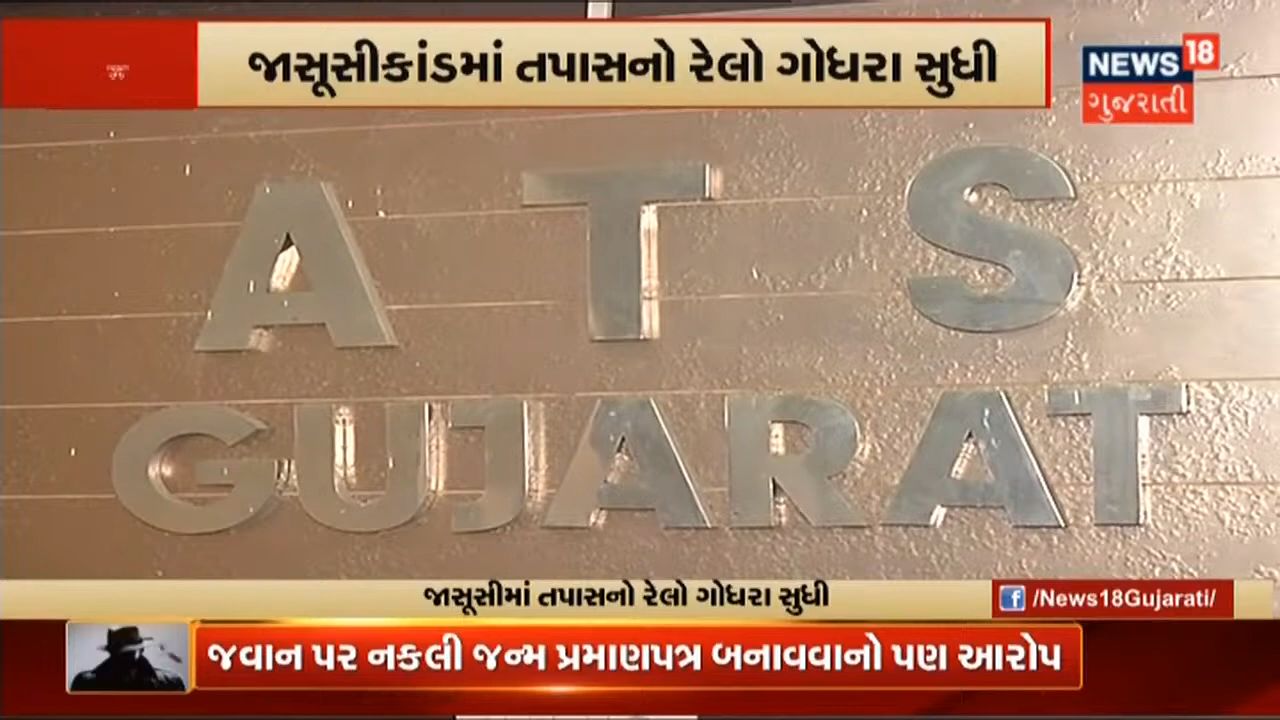 જાસૂસીકાંડમાં તપાસનો રેલો ગોધરા સુધી
NEWS 18
ગુજરાતી
A T S
GUJARAT
જાસૂસીમાં તપાસનો રેલો ગોધરા સુધી
/News18Gujarati/
જવાન પર નકલી જન્મ પ્રમાણપત્ર બનાવવાનો પણ આરોપ